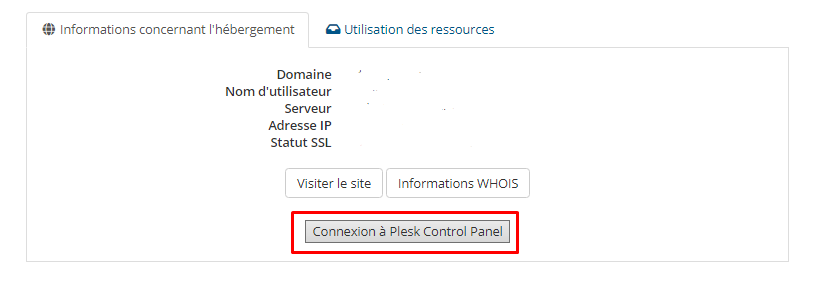 Informations concernant l'hébergement
Utilisation des ressources
Domaine
Nom d'utilisateur
Serveur
Adresse IP
Statut SSL
Visiter le site
Informations WHOIS
Connexion à Plesk Control Panel